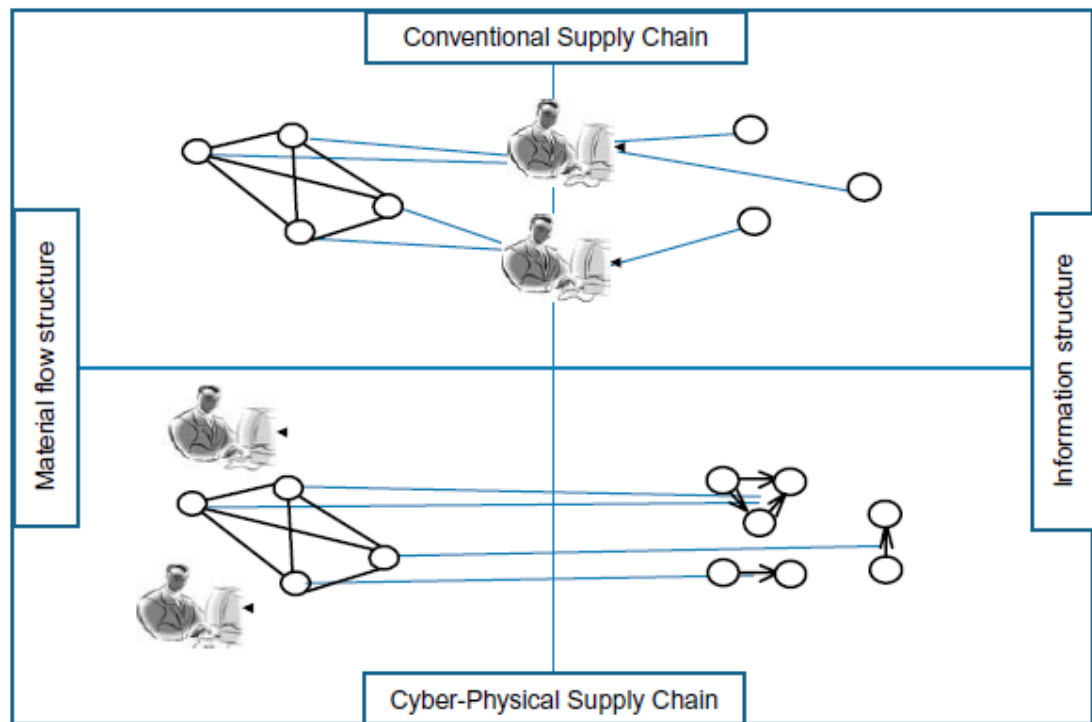 Conventional Supply Chain
Material flow structure
Information structure
Cyber-Physical Supply Chain